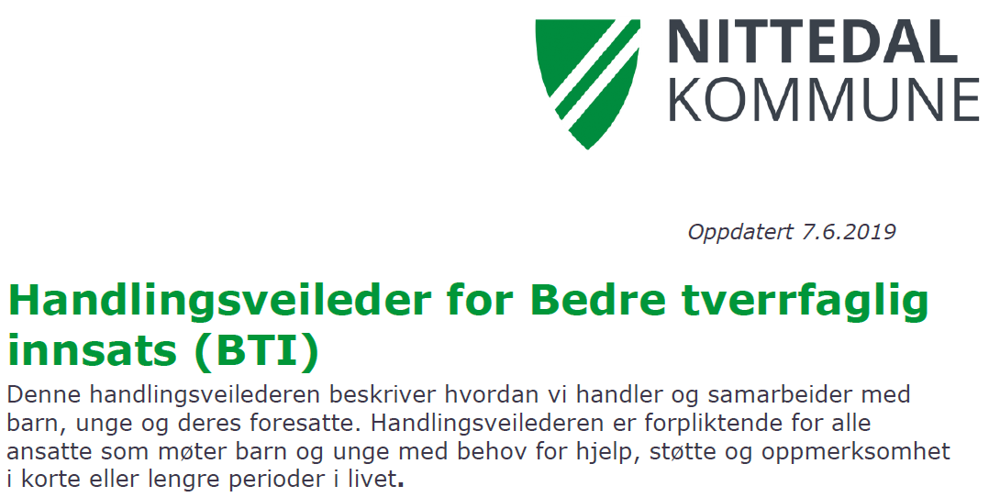 NITTEDAL
KOMMUNE
Oppdatert 7.6.2019
Handlingsveileder for Bedre tverrfaglig
innsats (BTI)
Denne handlingsveilederen beskriver hvordan vi handler og samarbeider med
barn, unge og deres foresatte. Handlingsveilederen er forpliktende for alle
ansatte som møter barn og unge med behov for hjelp, støtte og oppmerksomhet
i korte eller lengre perioder i livet.